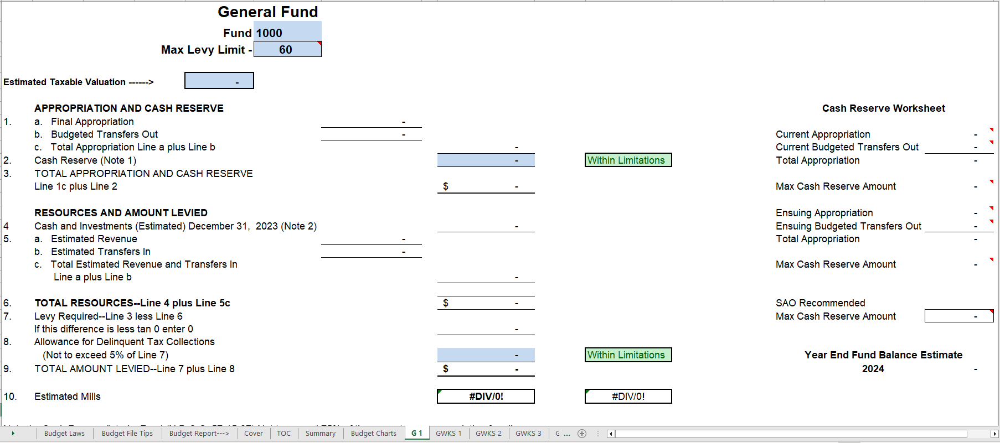 General Fund
Fund 1000
Max Levy Limit - 60
Estimated Taxable Valuation ------> -
APPROPRIATION AND CASH RESERVE Cash Reserve Worksheet
1. a. Final Appropriation -
b. Budgeted Transfers Out - Current Appropriation -
c. Total Appropriation Line a plus Line b - Current Budgeted Transfers Out -
2. Cash Reserve (Note 1) - Within Limitations Total Appropriation -
3. TOTAL APPROPRIATION AND CASH RESERVE
Line 1c plus Line 2 $ - Max Cash Reserve Amount -
RESOURCES AND AMOUNT LEVIED Ensuing Appropriation -
4 Cash and Investments (Estimated) December 31, 2023 (Note 2) - Ensuing Budgeted Transfers Out -
5. a. Estimated Revenue - Total Appropriation -
b. Estimated Transfers In -
c. Total Estimated Revenue and Transfers In Max Cash Reserve Amount -
Line a plus Line b -
6. TOTAL RESOURCES--Line 4 plus Line 5c $ - SAO Recommended
7. Levy Required--Line 3 less Line 6 Max Cash Reserve Amount -
If this difference is less tan 0 enter 0 -
8. Allowance for Delinquent Tax Collections
(Not to exceed 5% of Line 7) - Within Limitations Year End Fund Balance Estimate
9. TOTAL AMOUNT LEVIED--Line 7 plus Line 8 $ - 2024 -
10. Estimated Mills #DIV/0! #DIV/0!
Budget Laws Budget File Tips Budget Report---> Cover TOC Summary Budget Charts G 1 GWKS 1 GWKS 2 GWKS 3 G ...